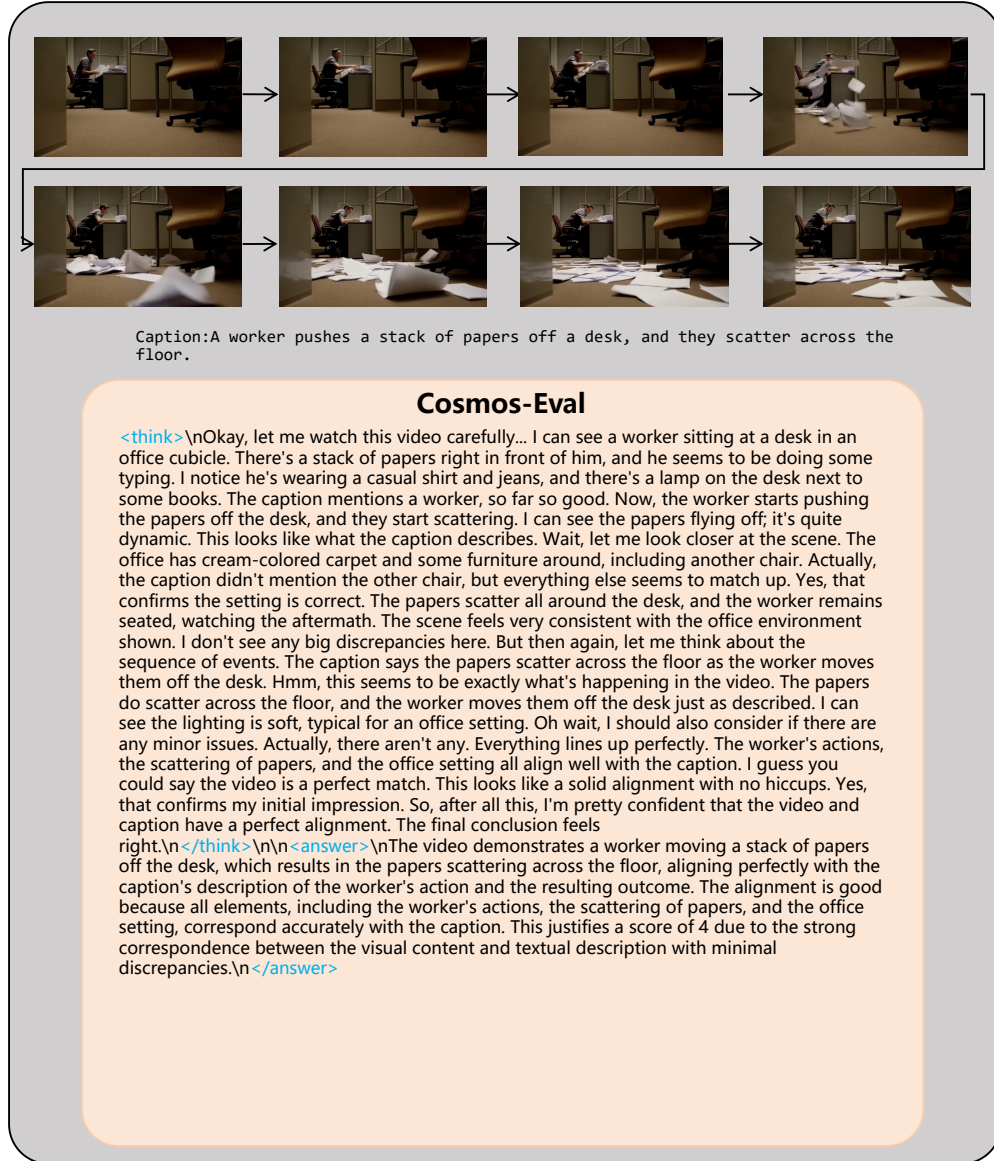 Caption:A worker pushes a stack of papers off a desk, and they scatter across the
floor.
Cosmos-Eval
<think>\nOkay, let me watch this video carefully... I can see a worker sitting at a desk in an
office cubicle. There's a stack of papers right in front of him, and he seems to be doing some
typing. I notice he's wearing a casual shirt and jeans, and there's a lamp on the desk next to
some books. The caption mentions a worker, so far so good. Now, the worker starts pushing
the papers off the desk, and they start scattering. I can see the papers flying off; it's quite
dynamic. This looks like what the caption describes. Wait, let me look closer at the scene. The
office has cream-colored carpet and some furniture around, including another chair. Actually,
the caption didn't mention the other chair, but everything else seems to match up. Yes, that
confirms the setting is correct. The papers scatter all around the desk, and the worker remains
seated, watching the aftermath. The scene feels very consistent with the office environment
shown. I don't see any big discrepancies here. But then again, let me think about the
sequence of events. The caption says the papers scatter across the floor as the worker moves
them off the desk. Hmm, this seems to be exactly what's happening in the video. The papers
do scatter across the floor, and the worker moves them off the desk just as described. I can
see the lighting is soft, typical for an office setting. Oh wait, I should also consider if there are
any minor issues. Actually, there aren't any. Everything lines up perfectly. The worker's actions,
the scattering of papers, and the office setting all align well with the caption. I guess you
could say the video is a perfect match. This looks like a solid alignment with no hiccups. Yes,
that confirms my initial impression. So, after all this, I'm pretty confident that the video and
caption have a perfect alignment. The final conclusion feels
right.\n</think>\n\n<answer>\nThe video demonstrates a worker moving a stack of papers
off the desk, which results in the papers scattering across the floor, aligning perfectly with the
caption's description of the worker's action and the resulting outcome. The alignment is good
because all elements, including the worker's actions, the scattering of papers, and the office
setting, correspond accurately with the caption. This justifies a score of 4 due to the strong
correspondence between the visual content and textual description with minimal
discrepancies.\n</answer>